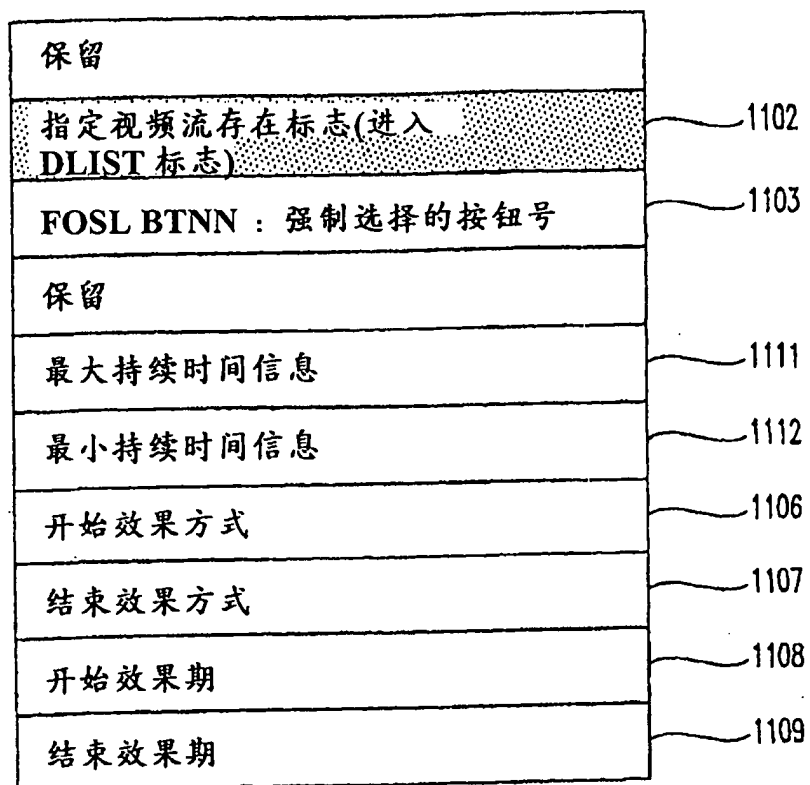 保留
指定视频流存在标志(进入
DLIST 标志)
1102
FOSL BTNN : 强制选择的按钮号
1103
保留
最大持续时间信息
1111
最小持续时间信息
1112
开始效果方式
1106
结束效果方式
1107
开始效果期
1108
结束效果期
1109